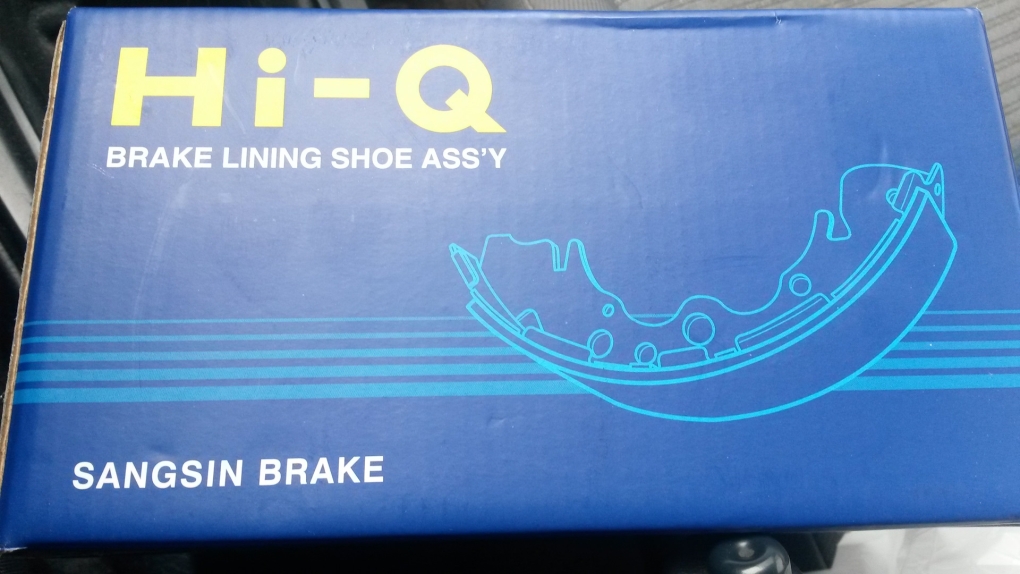 Hi-Q
BRAKE LINING SHOE ASS'Y
SANGSIN BRAKE